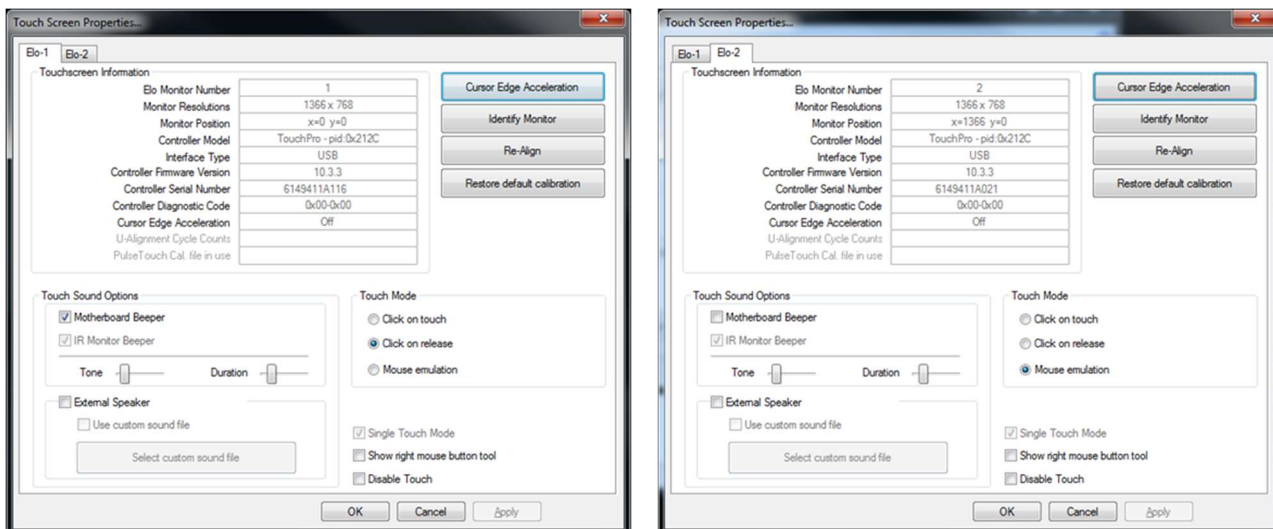 Touch Screen Properties...
Elo-1 Elo-2
Touchscreen Information
Elo Monitor Number 1
Monitor Resolutions 1366 x 768
Monitor Position x=0 y=0
Controller Model TouchPro - pid:0x212C
Interface Type USB
Controller Firmware Version 10.3.3
Controller Serial Number 6149411A116
Controller Diagnostic Code 0x00-0x00
Cursor Edge Acceleration Off
U-Alignment Cycle Counts
PulseTouch Cal. file in use
Cursor Edge Acceleration
Identify Monitor
Re-Align
Restore default calibration
Touch Sound Options
Motherboard Beeper
IR Monitor Beeper
Tone Duration
External Speaker
Use custom sound file
Select custom sound file
Touch Mode
Click on touch
Click on release
Mouse emulation
Single Touch Mode
Show right mouse button tool
Disable Touch
OK Cancel Apply
Touch Screen Properties...
Elo-1 Elo-2
Touchscreen Information
Elo Monitor Number 2
Monitor Resolutions 1366 x 768
Monitor Position x=1366 y=0
Controller Model TouchPro - pid:0x212C
Interface Type USB
Controller Firmware Version 10.3.3
Controller Serial Number 6149411A021
Controller Diagnostic Code 0x00-0x00
Cursor Edge Acceleration Off
U-Alignment Cycle Counts
PulseTouch Cal. file in use
Cursor Edge Acceleration
Identify Monitor
Re-Align
Restore default calibration
Touch Sound Options
Motherboard Beeper
IR Monitor Beeper
Tone Duration
External Speaker
Use custom sound file
Select custom sound file
Touch Mode
Click on touch
Click on release
Mouse emulation
Single Touch Mode
Show right mouse button tool
Disable Touch
OK Cancel Apply